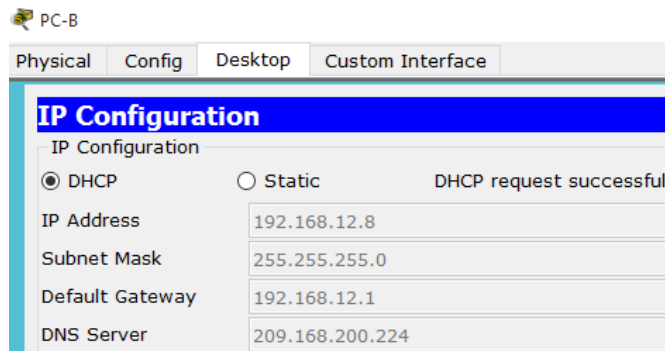 PC-B
Physical Config Desktop Custom Interface
IP Configuration
IP Configuration
DHCP Static DHCP request successful
IP Address 192.168.12.8
Subnet Mask 255.255.255.0
Default Gateway 192.168.12.1
DNS Server 209.168.200.224